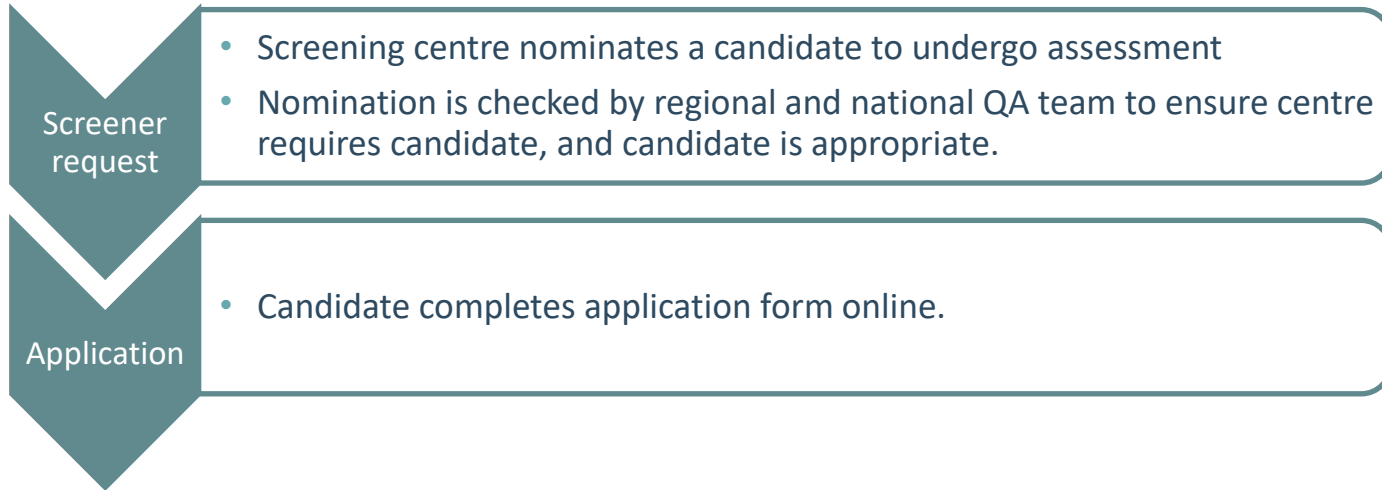 Screener
request
• Screening centre nominates a candidate to undergo assessment
• Nomination is checked by regional and national QA team to ensure centre
requires candidate, and candidate is appropriate.
Application
• Candidate completes application form online.